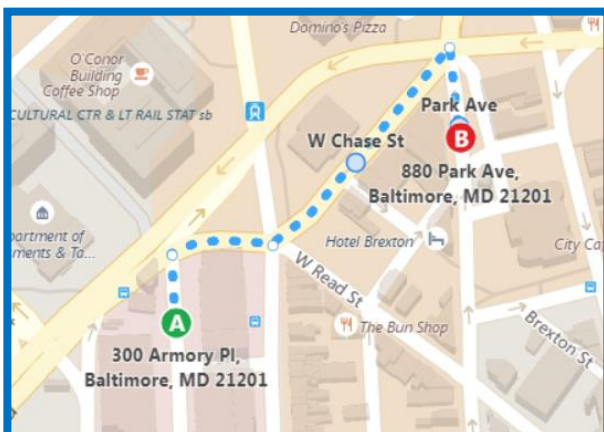 Domino's Pizza
O'Conor
Building
Coffee Shop
CULTURAL CTR & LT RAIL STAT sb
Park Ave
W Chase St
B
880 Park Ave,
Baltimore, MD 21201
partment of
ments & Ta...
Hotel Brexton
City Ca
W Read St
A
The Bun Shop
300 Armory Pl,
Baltimore, MD 21201
Brexton St